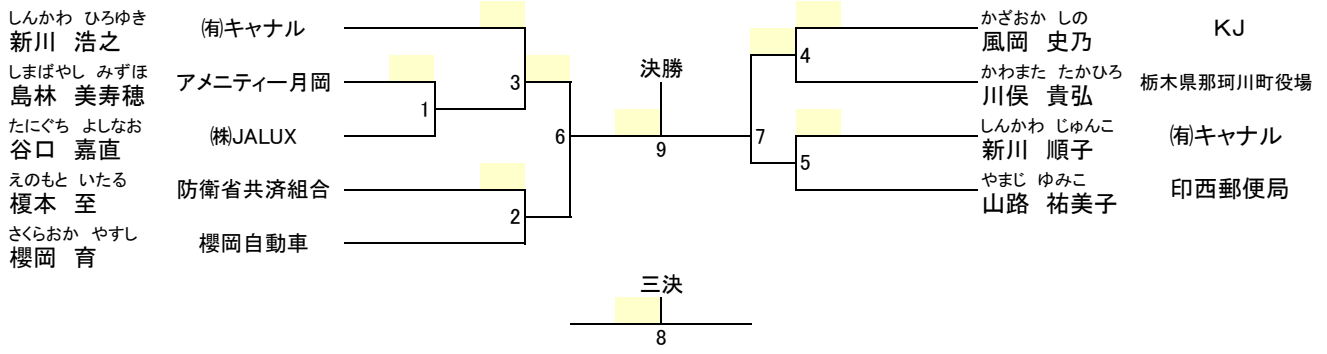 しんかわ ひろゆき
新川 浩之
㈲キャナル
しまばやし みずほ
島林 美寿穂
アメニティー月岡
たにぐち よしなお
谷口 嘉直
㈱JALUX
えのもと いたる
榎本 至
防衛省共済組合
さくらおか やすし
櫻岡 育
櫻岡自動車
1
3
2
6
決勝
9
三決
8
7
4
5
かざおか しの
風岡 史乃
KJ
かわまた たかひろ
川俣 貴弘
栃木県那珂川町役場
しんかわ じゅんこ
新川 順子
㈲キャナル
やまじ ゆみこ
山路 祐美子
印西郵便局